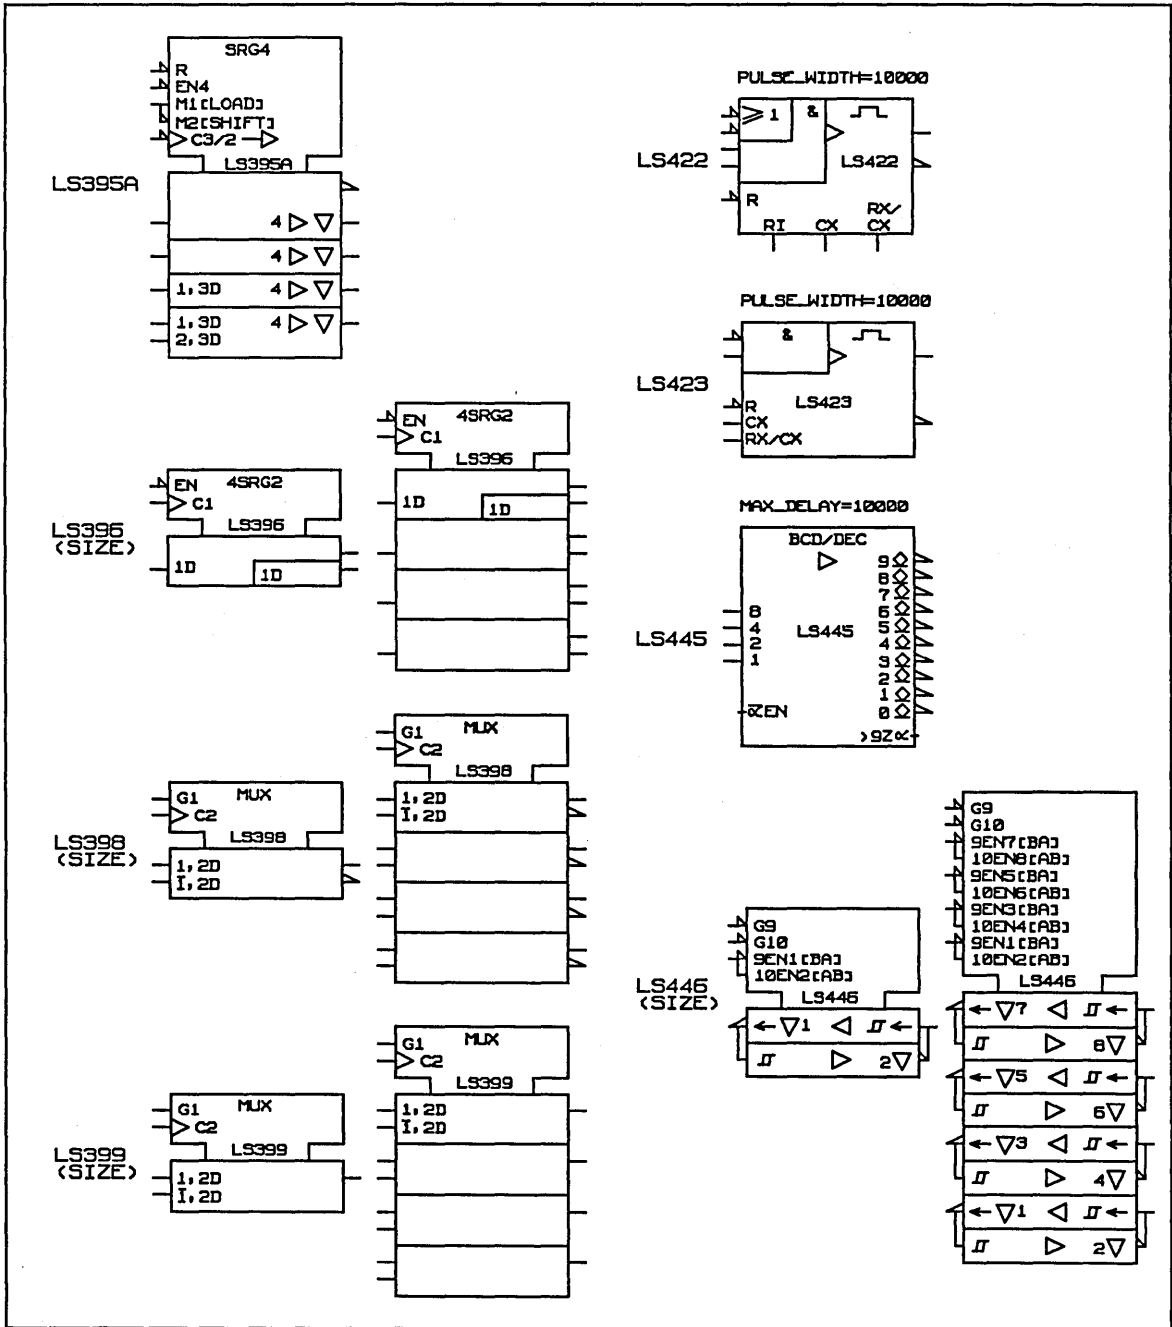 SRG4
R
EN4
M1[LOAD]
M2[SHIFT]
C3/2
LS395A
LS395A
4
4
1,3D 4
1,3D 4
2,3D
EN 4SRG2
C1
LS396
1D
1D
LS396
(SIZE)
EN 4SRG2
C1
LS396
1D
1D
G1 MUX
C2
LS398
1,2D
1̅,2D
LS398
(SIZE)
G1 MUX
C2
LS398
1,2D
1̅,2D
G1 MUX
C2
LS399
1,2D
1̅,2D
LS399
(SIZE)
G1 MUX
C2
LS399
1,2D
1̅,2D
PULSE_WIDTH=10000
≥ 1 &
LS422
LS422
R
RX/
RI CX CX
PULSE_WIDTH=10000
&
LS423
LS423
R
CX
RX/CX
MAX_DELAY=10000
BCD/DEC
9
8
7
8 6
4 5
LS445 LS445
2 4
1 3
2
1
EN 0
>9Z
G9
G10
9EN1[BA]
10EN2[AB]
LS446
LS446
(SIZE)
1
2
G9
G10
9EN7[BA]
10EN8[AB]
9EN5[BA]
10EN6[AB]
9EN3[BA]
10EN4[AB]
9EN1[BA]
10EN2[AB]
LS446
7
8
5
6
3
4
1
2